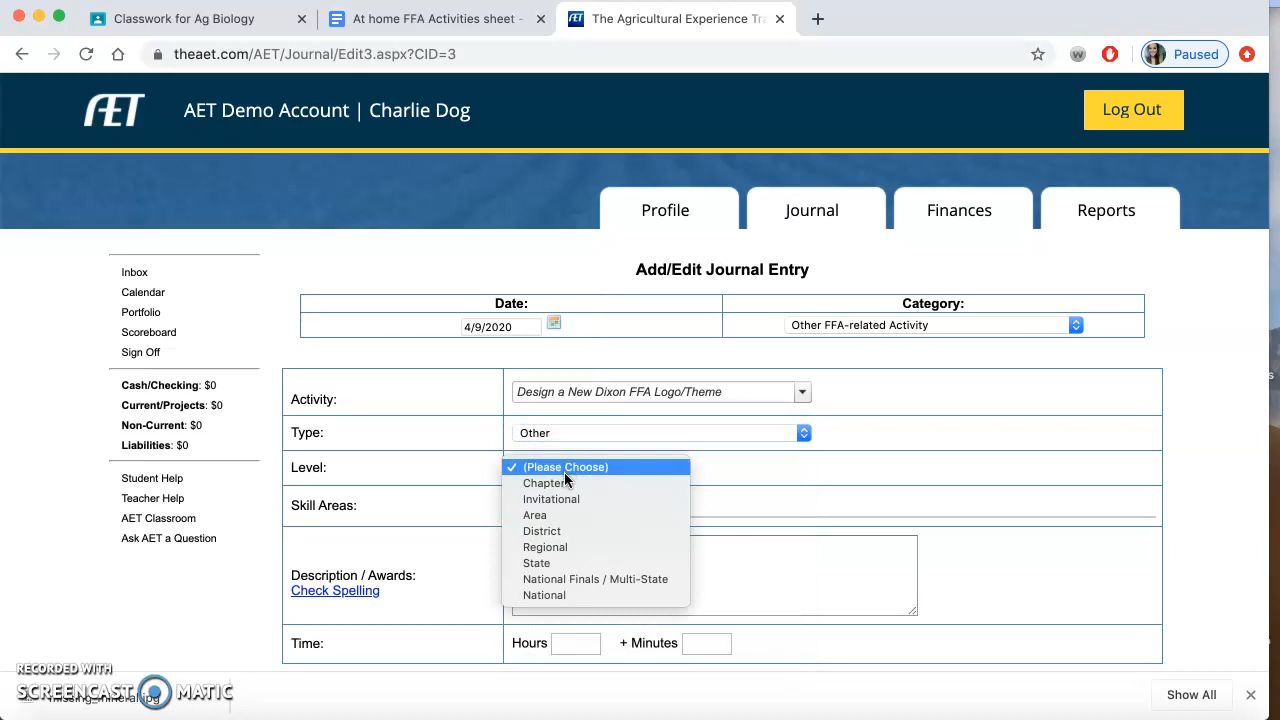 Classwork for Ag Biology
At home FFA Activities sheet -
The Agricultural Experience Tra
theaet.com/AET/Journal/Edit3.aspx?CID=3
W
Paused
AET
AET Demo Account | Charlie Dog
Log Out
Profile
Journal
Finances
Reports
Inbox
Calendar
Portfolio
Scoreboard
Sign Off
Cash/Checking: $0
Current/Projects: $0
Non-Current: $0
Liabilities: $0
Student Help
Teacher Help
AET Classroom
Ask AET a Question
Add/Edit Journal Entry
Date:
Category:
4/9/2020
Other FFA-related Activity
Activity:
Design a New Dixon FFA Logo/Theme
Type:
Other
Level:
(Please Choose)
Chapter
Invitational
Area
District
Regional
State
National Finals / Multi-State
National
Skill Areas:
Description / Awards:
Check Spelling
Time:
Hours
+ Minutes
RECORDED WITH
SCREENCAST MATIC
missing_mineral.jpg
Show All